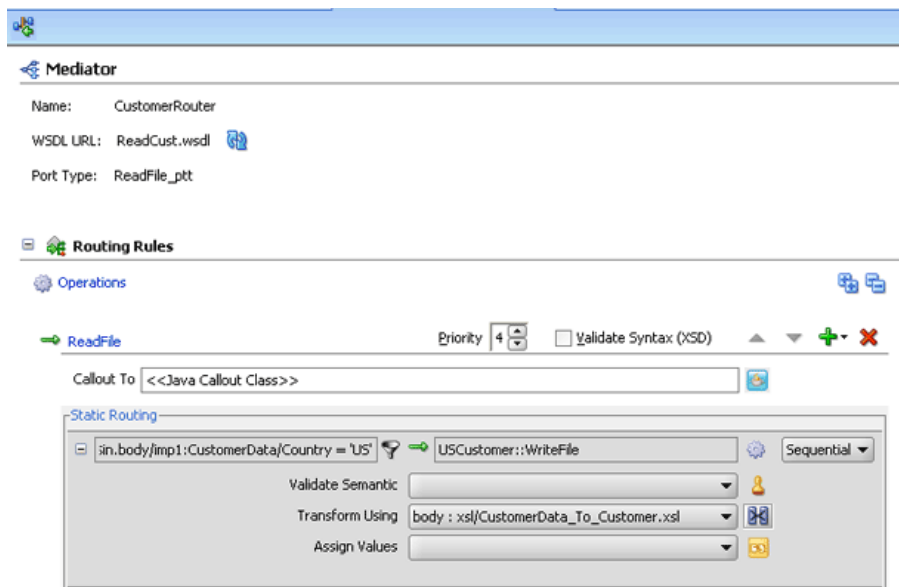 Mediator
Name: CustomerRouter
WSDL URL: ReadCust.wsdl
Port Type: ReadFile_ptt
Routing Rules
Operations
ReadFile Priority 4 Validate Syntax (XSD)
Callout To <<Java Callout Class>>
Static Routing
$in.body/imp1:CustomerData/Country = 'US' USCustomer::WriteFile Sequential
Validate Semantic
Transform Using body : xsl/CustomerData_To_Customer.xsl
Assign Values